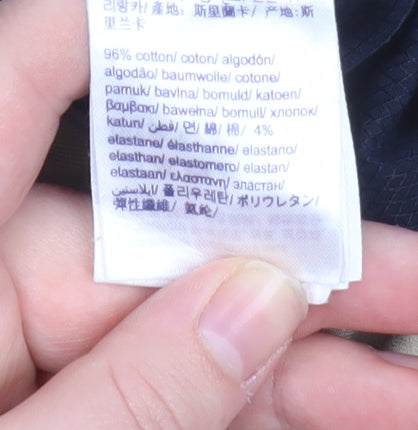 리랑카/ 產地: 斯里蘭卡/ 产地:斯
里兰卡
96% cotton/ coton/ algodón/
algodão/ baumwolle/ cotone/
pamuk/ bavlna/ bomuld/ katoen/
βαμβακι/ bawełna/ bomull/ хлопок/
katun/ قطن/ 면/ 綿/ 棉/ 4%
elastane/ élasthanne/ elastano/
elasthan/ elastomero/ elastan/
elastaan/ ελαστανη/ эластан/
ايلاستين/ 폴리우레탄/ ポリウレタン/
彈性纖維/ 氨纶/